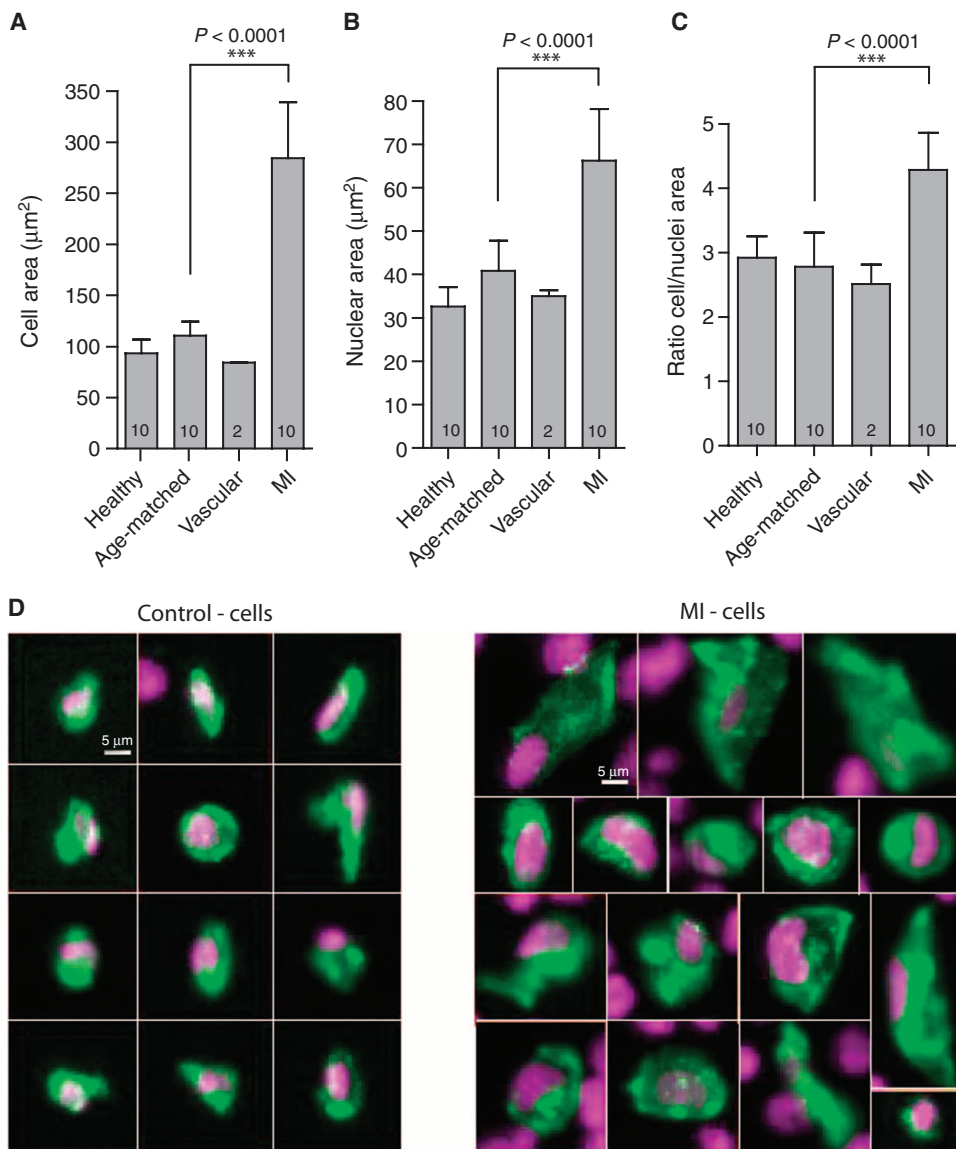 A
P < 0.0001
***
Cell area (μm²)
350
300
250
200
150
100
50
0
10
10
2
10
Healthy
Age-matched
Vascular
MI
B
P < 0.0001
***
Nuclear area (μm²)
80
70
60
50
40
30
20
10
0
10
10
2
10
Healthy
Age-matched
Vascular
MI
C
P < 0.0001
***
Ratio cell/nuclei area
5
4
3
2
1
0
10
10
2
10
Healthy
Age-matched
Vascular
MI
D
Control - cells
5 μm
MI - cells
5 μm